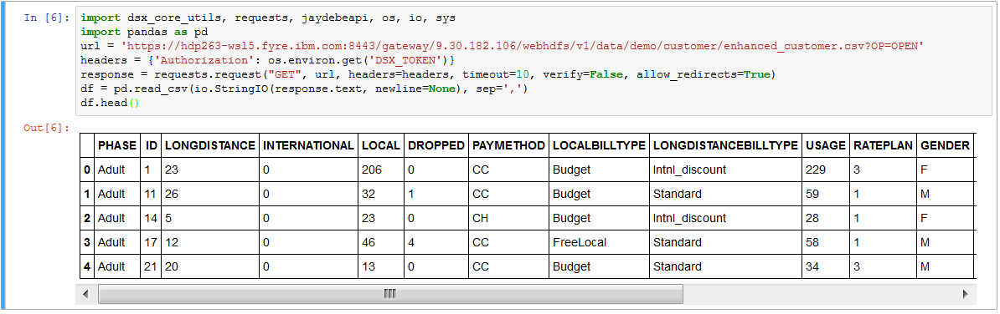 In [6]: import dsx_core_utils, requests, jaydebeapi, os, io, sys
import pandas as pd
url = 'https://hdp263-wsl5.fyre.ibm.com:8443/gateway/9.30.182.106/webhdfs/v1/data/demo/customer/enhanced_customer.csv?OP=OPEN'
headers = {'Authorization': os.environ.get('DSX_TOKEN')}
response = requests.request("GET", url, headers=headers, timeout=10, verify=False, allow_redirects=True)
df = pd.read_csv(io.StringIO(response.text, newline=None), sep=',')
df.head()
Out[6]:
PHASE ID LONGDISTANCE INTERNATIONAL LOCAL DROPPED PAYMETHOD LOCALBILLTYPE LONGDISTANCEBILLTYPE USAGE RATEPLAN GENDER
0 Adult 1 23 0 206 0 CC Budget Intnl_discount 229 3 F
1 Adult 11 26 0 32 1 CC Budget Standard 59 1 M
2 Adult 14 5 0 23 0 CH Budget Intnl_discount 28 1 F
3 Adult 17 12 0 46 4 CC FreeLocal Standard 58 1 M
4 Adult 21 20 0 13 0 CC Budget Standard 34 3 M